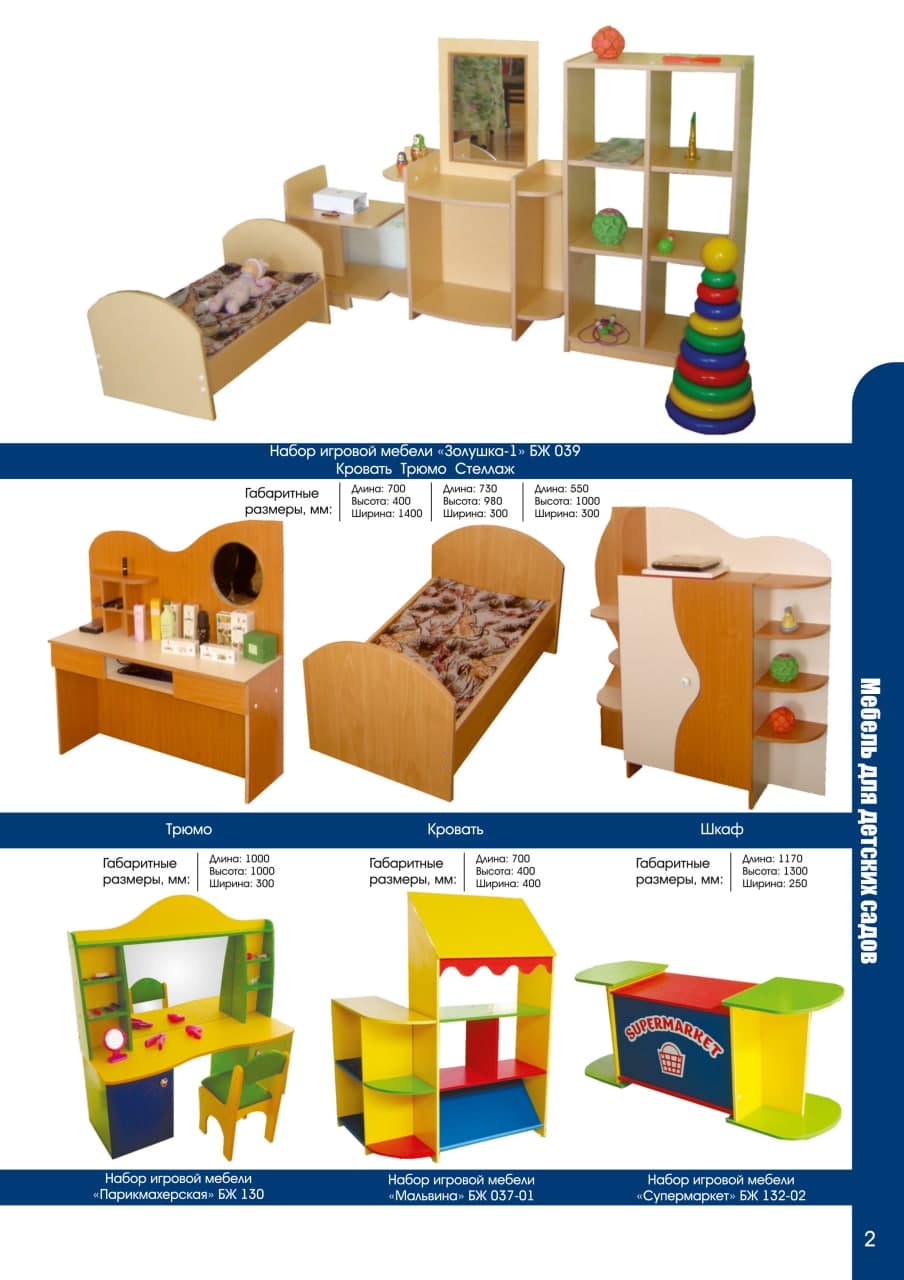 Набор игровой мебели «Золушка-1» БЖ 039
Кровать Трюмо Стеллаж
Габаритные
размеры, мм:
Длина: 700
Высота: 400
Ширина: 1400
Длина: 730
Высота: 980
Ширина: 300
Длина: 550
Высота: 1000
Ширина: 300
Трюмо
Кровать
Шкаф
Габаритные
размеры, мм:
Длина: 1000
Высота: 1000
Ширина: 300
Габаритные
размеры, мм:
Длина: 700
Высота: 400
Ширина: 400
Габаритные
размеры, мм:
Длина: 1170
Высота: 1300
Ширина: 250
SUPERMARKET
Набор игровой мебели
«Парикмахерская» БЖ 130
Набор игровой мебели
«Мальвина» БЖ 037-01
Набор игровой мебели
«Супермаркет» БЖ 132-02
Мебель для детских садов
2